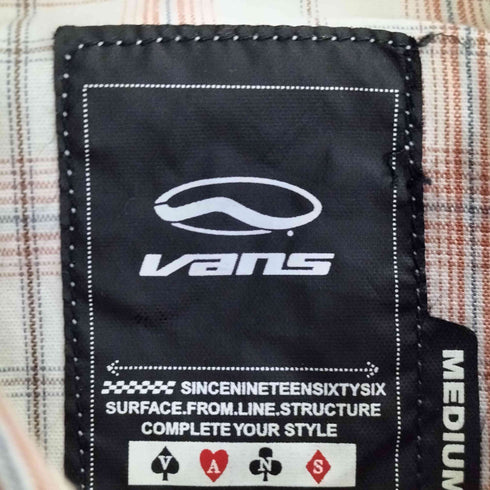 vans
SINCENINETEENSIXTYSIX
SURFACE.FROM.LINE.STRUCTURE
COMPLETE YOUR STYLE
V A N S
MEDIUM